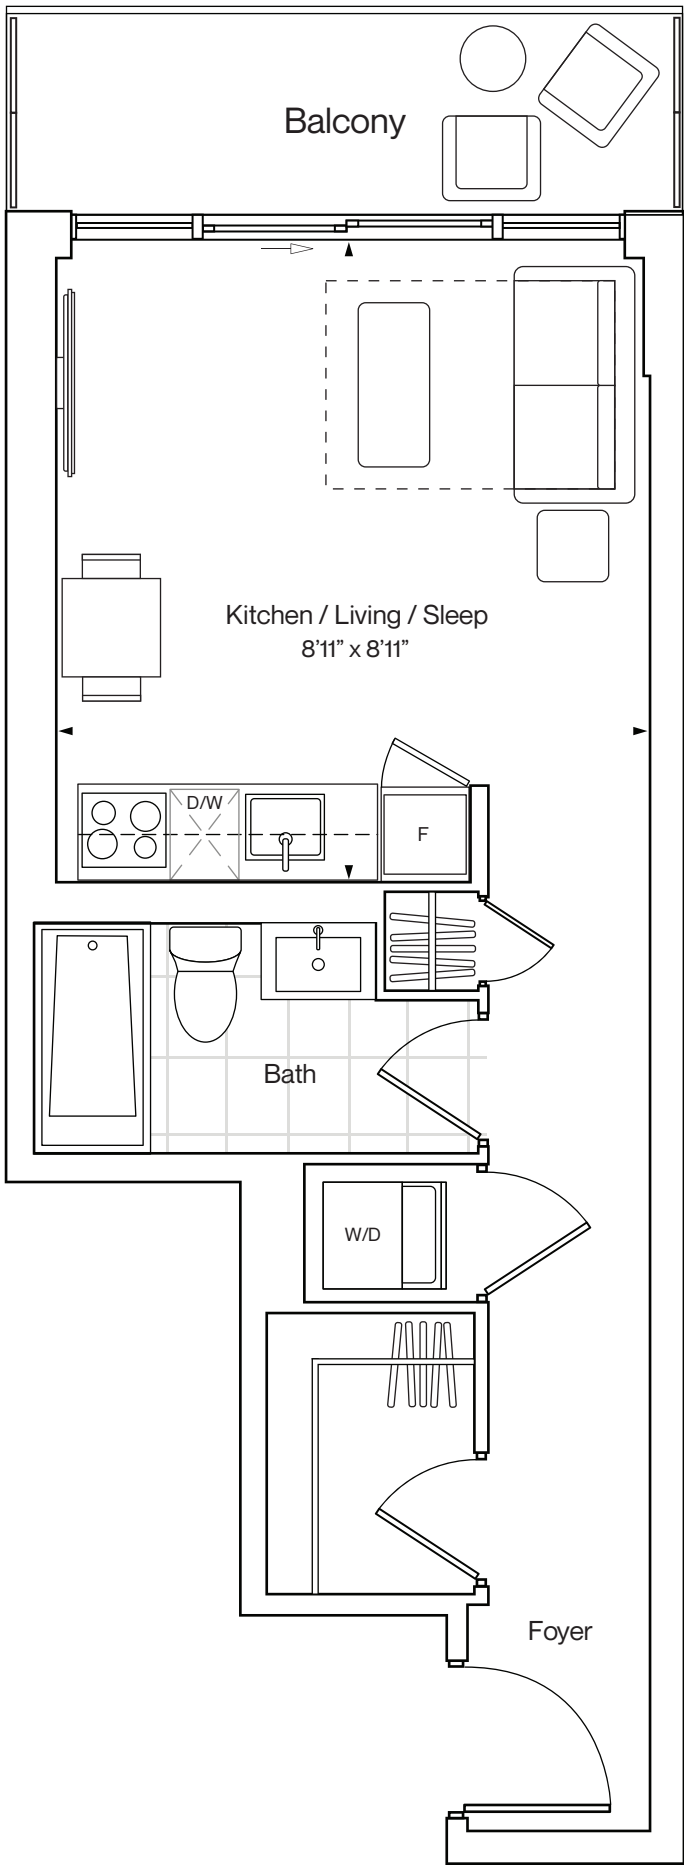 Balcony
Kitchen / Living / Sleep
8’11” x 8’11”
D/W
F
Bath
W/D
Foyer